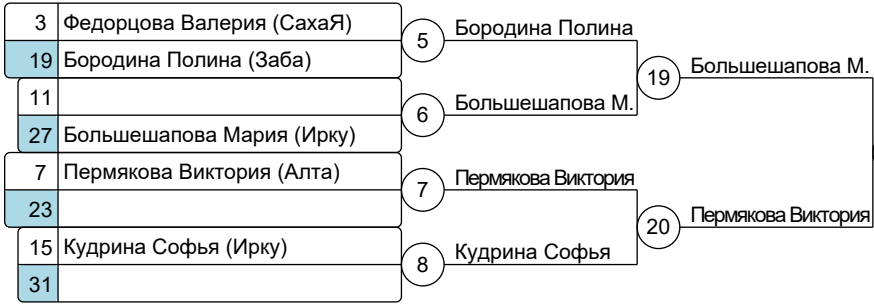 3 Федорцова Валерия (СахаЯ)
19 Бородина Полина (Заба)
5 Бородина Полина
11
27 Большешапова Мария (Ирку)
6 Большешапова М.
19 Большешапова М.
7 Пермякова Виктория (Алта)
23
7 Пермякова Виктория
15 Кудрина Софья (Ирку)
31
8 Кудрина Софья
20 Пермякова Виктория